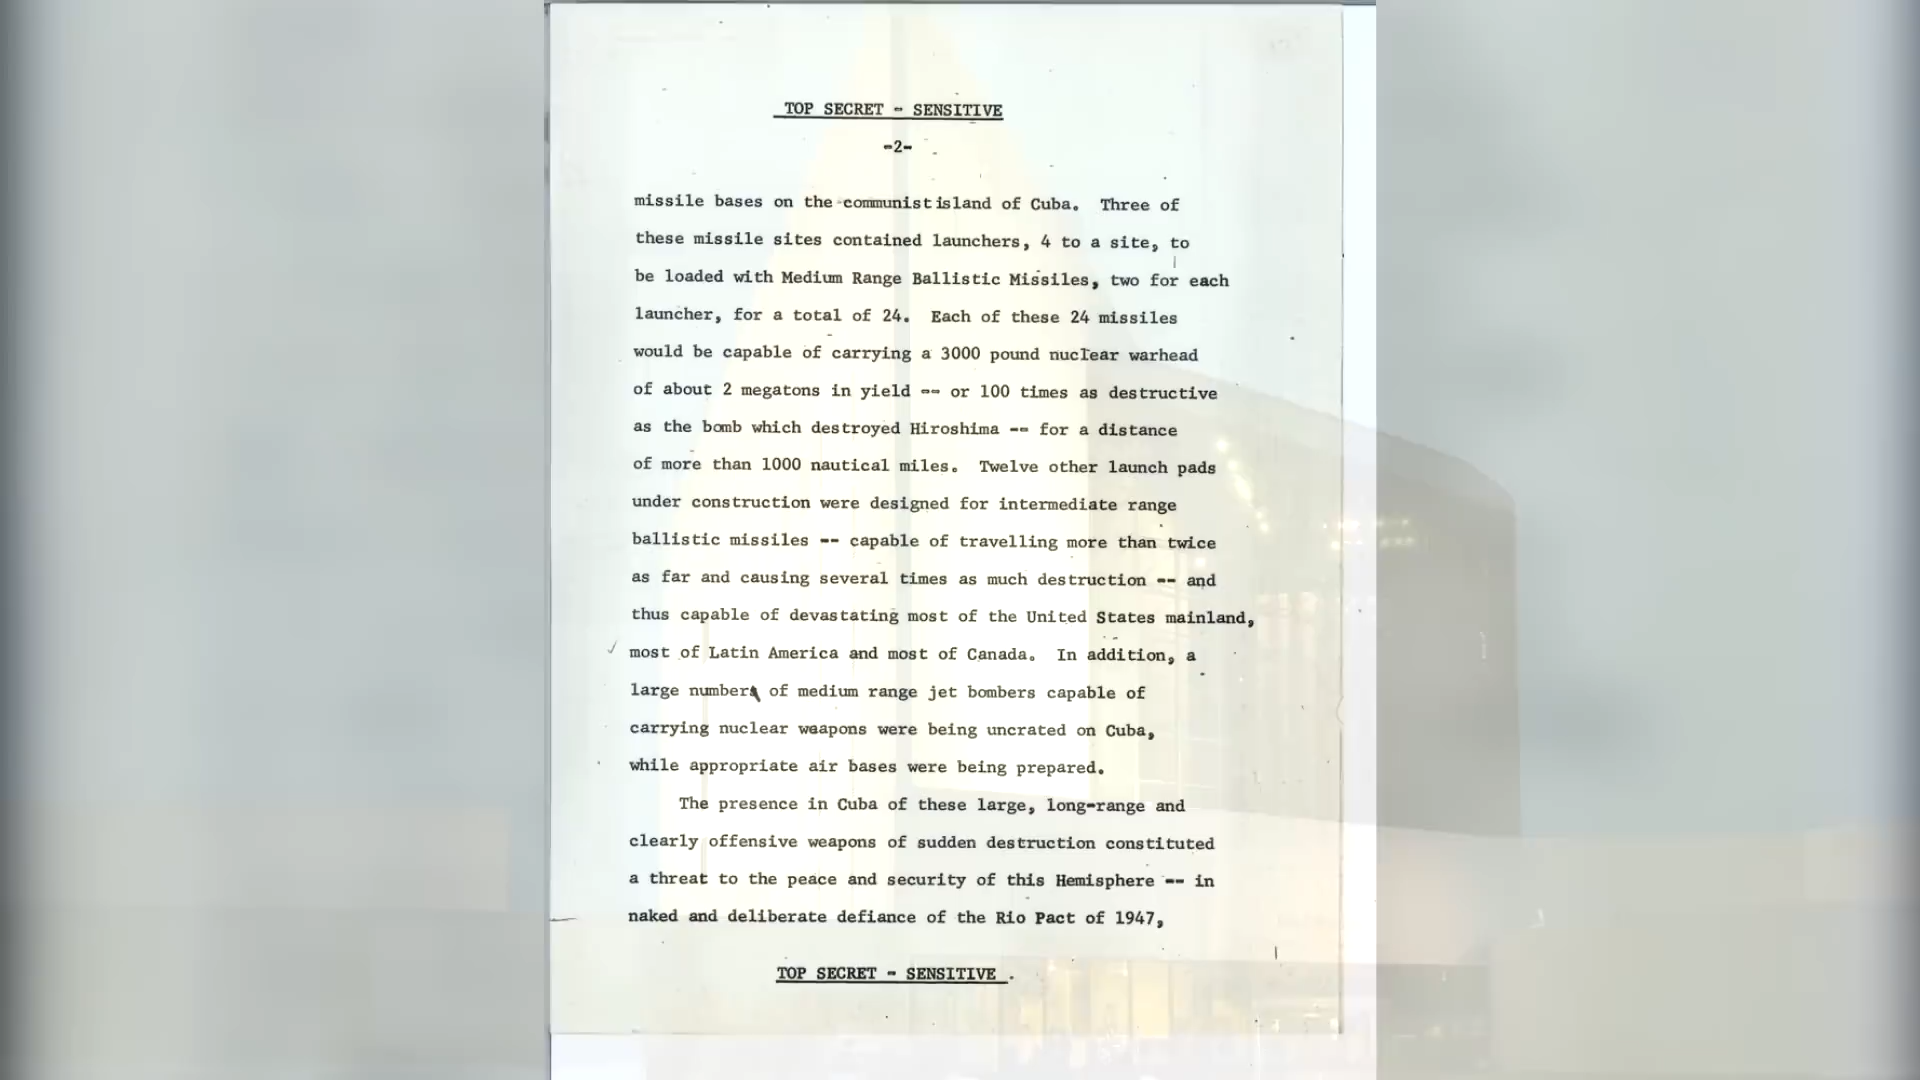 TOP SECRET - SENSITIVE
-2-
missile bases on the communist island of Cuba. Three of
these missile sites contained launchers, 4 to a site, to
be loaded with Medium Range Ballistic Missiles, two for each
launcher, for a total of 24. Each of these 24 missiles
would be capable of carrying a 3000 pound nuclear warhead
of about 2 megatons in yield -- or 100 times as destructive
as the bomb which destroyed Hiroshima -- for a distance
of more than 1000 nautical miles. Twelve other launch pads
under construction were designed for intermediate range
ballistic missiles -- capable of travelling more than twice
as far and causing several times as much destruction -- and
thus capable of devastating most of the United States mainland,
most of Latin America and most of Canada. In addition, a
large number of medium range jet bombers capable of
carrying nuclear weapons were being uncrated on Cuba,
while appropriate air bases were being prepared.
The presence in Cuba of these large, long-range and
clearly offensive weapons of sudden destruction constituted
a threat to the peace and security of this Hemisphere -- in
naked and deliberate defiance of the Rio Pact of 1947,
TOP SECRET - SENSITIVE .